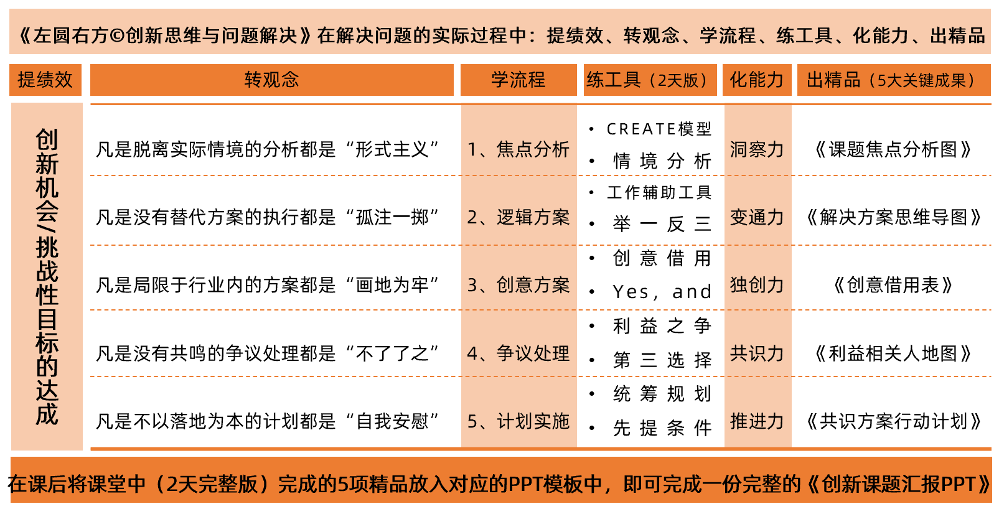 《左圆右方©创新思维与问题解决》在解决问题的实际过程中：提绩效、转观念、学流程、练工具、化能力、出精品
提绩效 转观念 学流程 练工具（2天版） 化能力 出精品（5大关键成果）
创新机会/挑战性目标的达成
凡是脱离实际情境的分析都是“形式主义” 1、焦点分析 • CREATE模型 洞察力 《课题焦点分析图》
• 情境分析
凡是没有替代方案的执行都是“孤注一掷” 2、逻辑方案 • 工作辅助工具 变通力 《解决方案思维导图》
• 举一反三
凡是局限于行业内的方案都是“画地为牢” 3、创意方案 • 创意借用 独创力 《创意借用表》
• Yes, and
凡是没有共鸣的争议处理都是“不了了之” 4、争议处理 • 利益之争 共识力 《利益相关人地图》
• 第三选择
凡是不以落地为本的计划都是“自我安慰” 5、计划实施 • 统筹规划 推进力 《共识方案行动计划》
• 先提条件
在课后将课堂中（2天完整版）完成的5项精品放入对应的PPT模板中，即可完成一份完整的《创新课题汇报PPT》